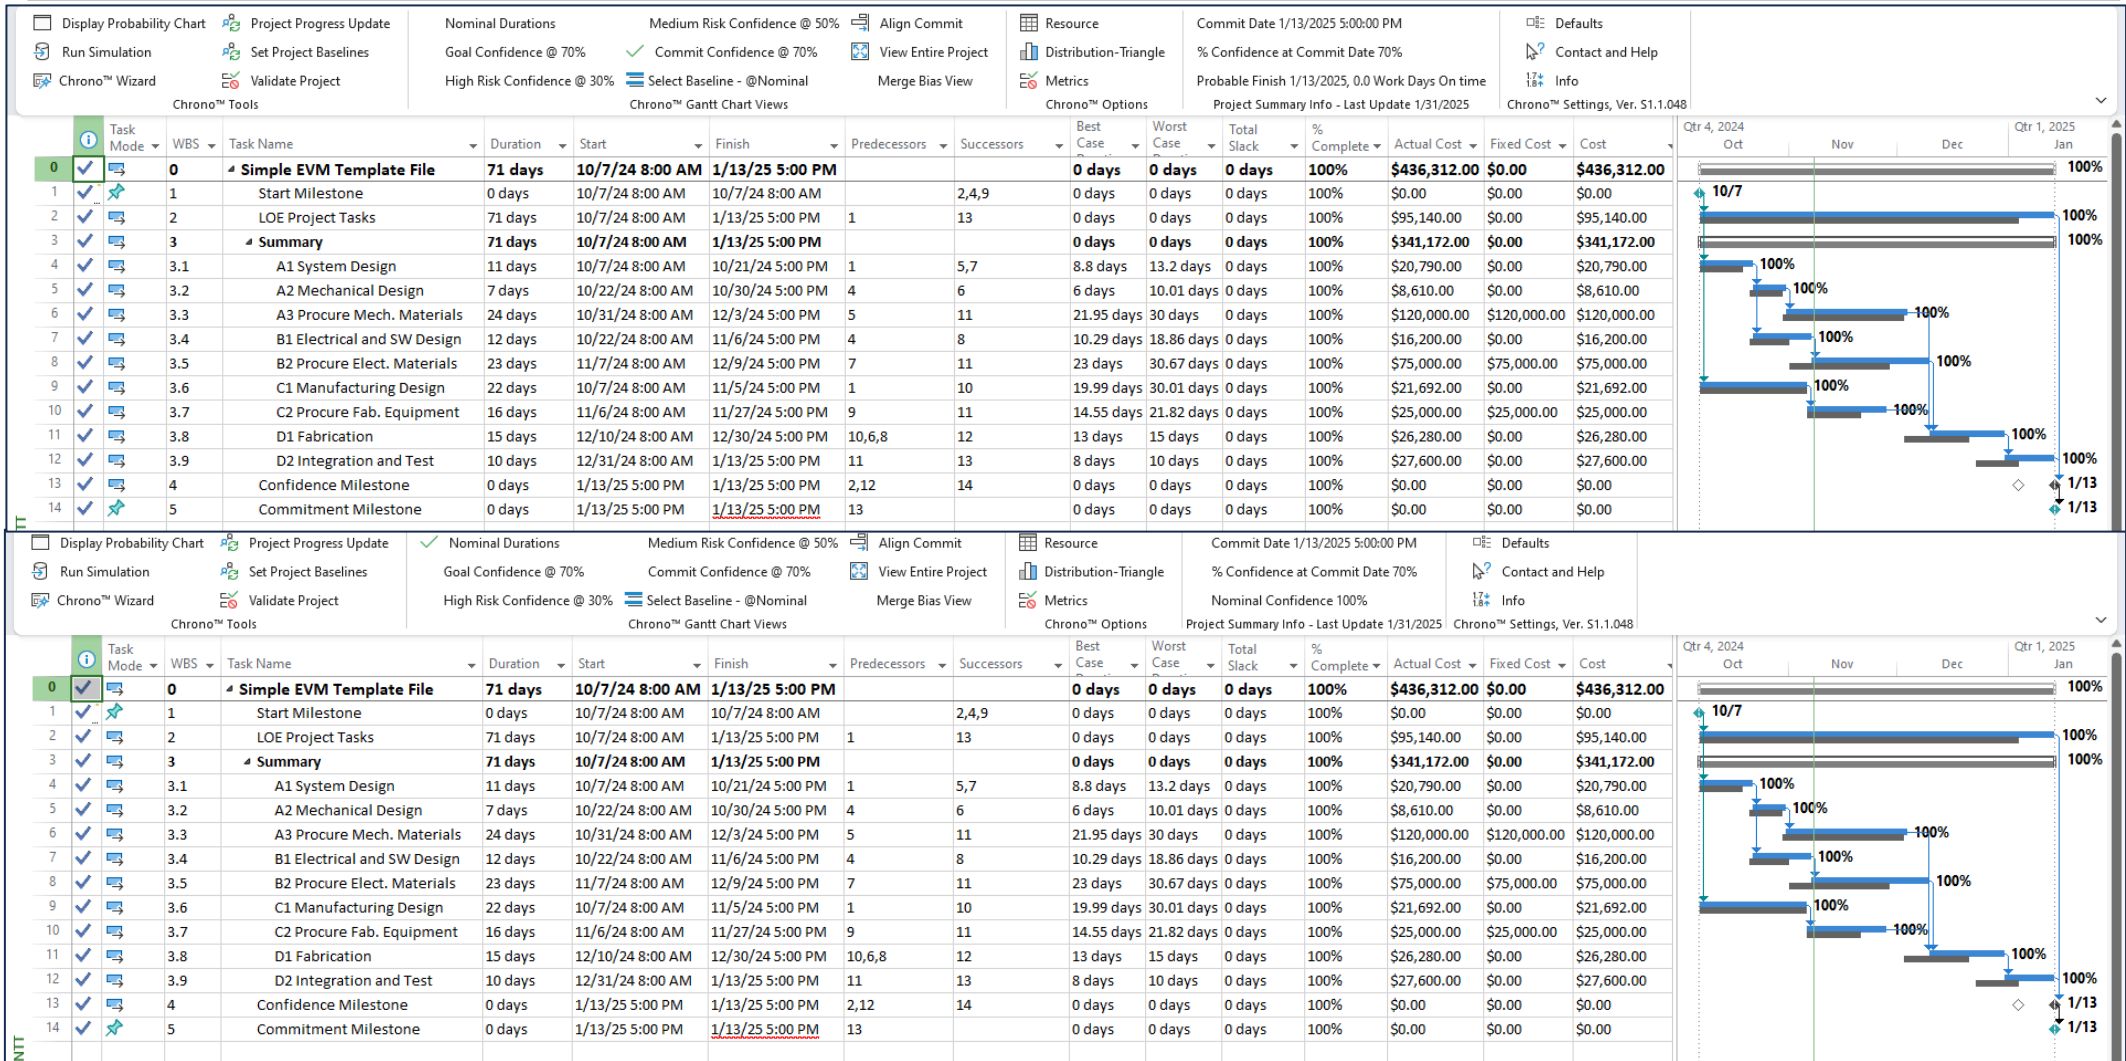 Display Probability Chart Project Progress Update Nominal Durations Medium Risk Confidence @ 50% Align Commit Resource Commit Date 1/13/2025 5:00:00 PM Defaults
Run Simulation Set Project Baselines Goal Confidence @ 70% Commit Confidence @ 70% View Entire Project Distribution-Triangle % Confidence at Commit Date 70% Contact and Help
Chrono™ Wizard Validate Project High Risk Confidence @ 30% Select Baseline - @Nominal Merge Bias View Metrics Probable Finish 1/13/2025, 0.0 Work Days On time Info
Chrono™ Tools Chrono™ Gantt Chart Views Chrono™ Options Project Summary Info - Last Update 1/31/2025 Chrono™ Settings, Ver. S1.1.048
Task Mode WBS Task Name Duration Start Finish Predecessors Successors Best Case Worst Case Total Slack % Complete Actual Cost Fixed Cost Cost Qtr 4, 2024 Oct Nov Dec Qtr 1, 2025 Jan
0 0 Simple EVM Template File 71 days 10/7/24 8:00 AM 1/13/25 5:00 PM 0 days 0 days 0 days 100% $436,312.00 $0.00 $436,312.00 100%
1 1 Start Milestone 0 days 10/7/24 8:00 AM 10/7/24 8:00 AM 2,4,9 0 days 0 days 0 days 100% $0.00 $0.00 $0.00 10/7
2 2 LOE Project Tasks 71 days 10/7/24 8:00 AM 1/13/25 5:00 PM 1 13 0 days 0 days 0 days 100% $95,140.00 $0.00 $95,140.00 100%
3 3 Summary 71 days 10/7/24 8:00 AM 1/13/25 5:00 PM 0 days 0 days 0 days 100% $341,172.00 $0.00 $341,172.00 100%
4 3.1 A1 System Design 11 days 10/7/24 8:00 AM 10/21/24 5:00 PM 1 5,7 8.8 days 13.2 days 0 days 100% $20,790.00 $0.00 $20,790.00 100%
5 3.2 A2 Mechanical Design 7 days 10/22/24 8:00 AM 10/30/24 5:00 PM 4 6 6 days 10.01 days 0 days 100% $8,610.00 $0.00 $8,610.00 100%
6 3.3 A3 Procure Mech. Materials 24 days 10/31/24 8:00 AM 12/3/24 5:00 PM 5 11 21.95 days 30 days 0 days 100% $120,000.00 $120,000.00 $120,000.00 100%
7 3.4 B1 Electrical and SW Design 12 days 10/22/24 8:00 AM 11/6/24 5:00 PM 4 8 10.29 days 18.86 days 0 days 100% $16,200.00 $0.00 $16,200.00 100%
8 3.5 B2 Procure Elect. Materials 23 days 11/7/24 8:00 AM 12/9/24 5:00 PM 7 11 23 days 30.67 days 0 days 100% $75,000.00 $75,000.00 $75,000.00 100%
9 3.6 C1 Manufacturing Design 22 days 10/7/24 8:00 AM 11/5/24 5:00 PM 1 10 19.99 days 30.01 days 0 days 100% $21,692.00 $0.00 $21,692.00 100%
10 3.7 C2 Procure Fab. Equipment 16 days 11/6/24 8:00 AM 11/27/24 5:00 PM 9 11 14.55 days 21.82 days 0 days 100% $25,000.00 $25,000.00 $25,000.00 100%
11 3.8 D1 Fabrication 15 days 12/10/24 8:00 AM 12/30/24 5:00 PM 10,6,8 12 13 days 15 days 0 days 100% $26,280.00 $0.00 $26,280.00 100%
12 3.9 D2 Integration and Test 10 days 12/31/24 8:00 AM 1/13/25 5:00 PM 11 13 8 days 10 days 0 days 100% $27,600.00 $0.00 $27,600.00 100%
13 4 Confidence Milestone 0 days 1/13/25 5:00 PM 1/13/25 5:00 PM 2,12 14 0 days 0 days 0 days 100% $0.00 $0.00 $0.00 1/13
14 5 Commitment Milestone 0 days 1/13/25 5:00 PM 1/13/25 5:00 PM 13 0 days 0 days 0 days 100% $0.00 $0.00 $0.00 1/13
Display Probability Chart Project Progress Update Nominal Durations Medium Risk Confidence @ 50% Align Commit Resource Commit Date 1/13/2025 5:00:00 PM Defaults
Run Simulation Set Project Baselines Goal Confidence @ 70% Commit Confidence @ 70% View Entire Project Distribution-Triangle % Confidence at Commit Date 70% Contact and Help
Chrono™ Wizard Validate Project High Risk Confidence @ 30% Select Baseline - @Nominal Merge Bias View Metrics Nominal Confidence 100% Info
Chrono™ Tools Chrono™ Gantt Chart Views Chrono™ Options Project Summary Info - Last Update 1/31/2025 Chrono™ Settings, Ver. S1.1.048
Task Mode WBS Task Name Duration Start Finish Predecessors Successors Best Case Worst Case Total Slack % Complete Actual Cost Fixed Cost Cost Qtr 4, 2024 Oct Nov Dec Qtr 1, 2025 Jan
0 0 Simple EVM Template File 71 days 10/7/24 8:00 AM 1/13/25 5:00 PM 0 days 0 days 0 days 100% $436,312.00 $0.00 $436,312.00 100%
1 1 Start Milestone 0 days 10/7/24 8:00 AM 10/7/24 8:00 AM 2,4,9 0 days 0 days 0 days 100% $0.00 $0.00 $0.00 10/7
2 2 LOE Project Tasks 71 days 10/7/24 8:00 AM 1/13/25 5:00 PM 1 13 0 days 0 days 0 days 100% $95,140.00 $0.00 $95,140.00 100%
3 3 Summary 71 days 10/7/24 8:00 AM 1/13/25 5:00 PM 0 days 0 days 0 days 100% $341,172.00 $0.00 $341,172.00 100%
4 3.1 A1 System Design 11 days 10/7/24 8:00 AM 10/21/24 5:00 PM 1 5,7 8.8 days 13.2 days 0 days 100% $20,790.00 $0.00 $20,790.00 100%
5 3.2 A2 Mechanical Design 7 days 10/22/24 8:00 AM 10/30/24 5:00 PM 4 6 6 days 10.01 days 0 days 100% $8,610.00 $0.00 $8,610.00 100%
6 3.3 A3 Procure Mech. Materials 24 days 10/31/24 8:00 AM 12/3/24 5:00 PM 5 11 21.95 days 30 days 0 days 100% $120,000.00 $120,000.00 $120,000.00 100%
7 3.4 B1 Electrical and SW Design 12 days 10/22/24 8:00 AM 11/6/24 5:00 PM 4 8 10.29 days 18.86 days 0 days 100% $16,200.00 $0.00 $16,200.00 100%
8 3.5 B2 Procure Elect. Materials 23 days 11/7/24 8:00 AM 12/9/24 5:00 PM 7 11 23 days 30.67 days 0 days 100% $75,000.00 $75,000.00 $75,000.00 100%
9 3.6 C1 Manufacturing Design 22 days 10/7/24 8:00 AM 11/5/24 5:00 PM 1 10 19.99 days 30.01 days 0 days 100% $21,692.00 $0.00 $21,692.00 100%
10 3.7 C2 Procure Fab. Equipment 16 days 11/6/24 8:00 AM 11/27/24 5:00 PM 9 11 14.55 days 21.82 days 0 days 100% $25,000.00 $25,000.00 $25,000.00 100%
11 3.8 D1 Fabrication 15 days 12/10/24 8:00 AM 12/30/24 5:00 PM 10,6,8 12 13 days 15 days 0 days 100% $26,280.00 $0.00 $26,280.00 100%
12 3.9 D2 Integration and Test 10 days 12/31/24 8:00 AM 1/13/25 5:00 PM 11 13 8 days 10 days 0 days 100% $27,600.00 $0.00 $27,600.00 100%
13 4 Confidence Milestone 0 days 1/13/25 5:00 PM 1/13/25 5:00 PM 2,12 14 0 days 0 days 0 days 100% $0.00 $0.00 $0.00 1/13
14 5 Commitment Milestone 0 days 1/13/25 5:00 PM 1/13/25 5:00 PM 13 0 days 0 days 0 days 100% $0.00 $0.00 $0.00 1/13